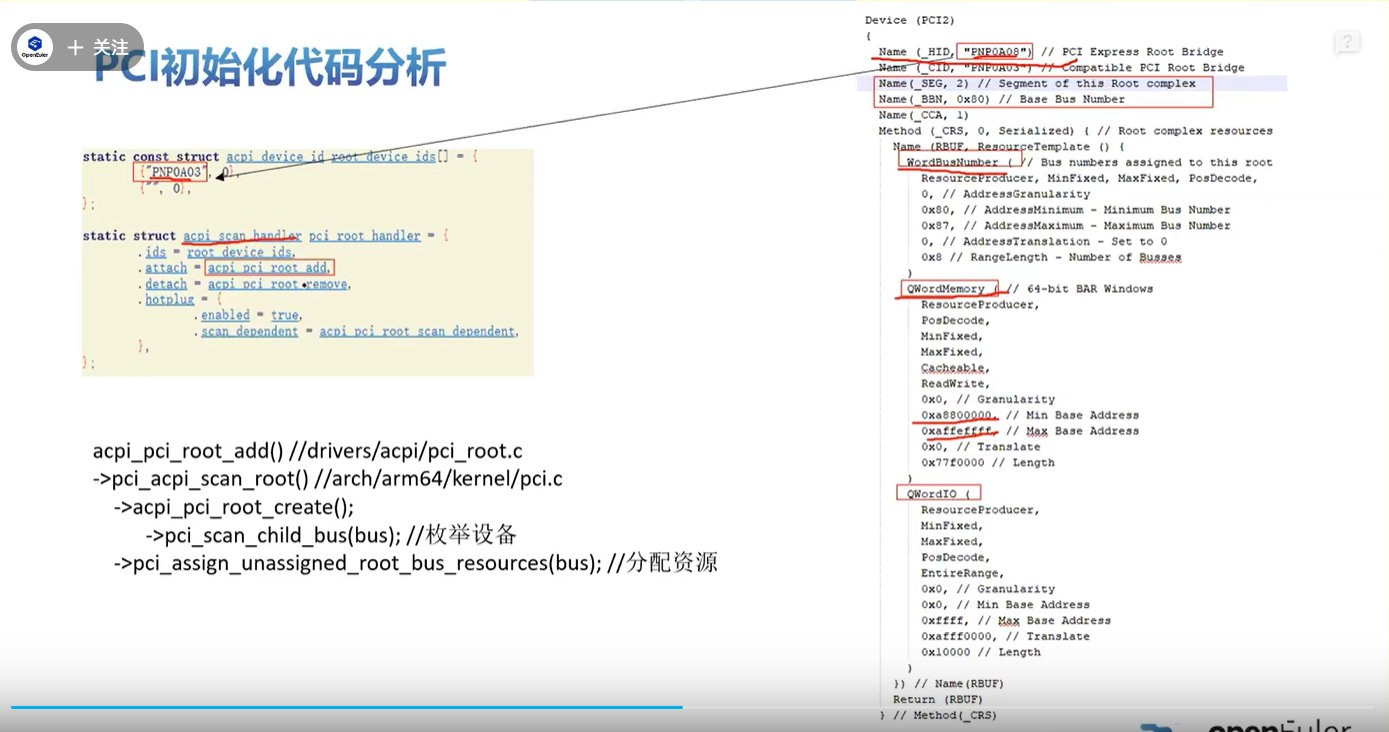 openEuler
+ 关注
PCI初始化代码分析
static const struct acpi_device_id root_device_ids[] = {
{"PNP0A03", 0},
{"", 0},
};
static struct acpi_scan_handler pci_root_handler = {
.ids = root_device_ids,
.attach = acpi_pci_root_add,
.detach = acpi_pci_root_remove,
.hotplug = {
.enabled = true,
.scan_dependent = acpi_pci_root_scan_dependent,
},
};
acpi_pci_root_add() //drivers/acpi/pci_root.c
->pci_acpi_scan_root() //arch/arm64/kernel/pci.c
->acpi_pci_root_create();
->pci_scan_child_bus(bus); //枚举设备
->pci_assign_unassigned_root_bus_resources(bus); //分配资源
Device (PCI2)
{
Name (_HID, "PNP0A08") // PCI Express Root Bridge
Name (_CID, "PNP0A03") // Compatible PCI Root Bridge
Name(_SEG, 2) // Segment of this Root complex
Name(_BBN, 0x80) // Base Bus Number
Name(_CCA, 1)
Method (_CRS, 0, Serialized) { // Root complex resources
Name (RBUF, ResourceTemplate () {
WordBusNumber ( // Bus numbers assigned to this root
ResourceProducer, MinFixed, MaxFixed, PosDecode,
0, // AddressGranularity
0x80, // AddressMinimum - Minimum Bus Number
0x87, // AddressMaximum - Maximum Bus Number
0, // AddressTranslation - Set to 0
0x8 // RangeLength - Number of Busses
)
QWordMemory ( // 64-bit BAR Windows
ResourceProducer,
PosDecode,
MinFixed,
MaxFixed,
Cacheable,
ReadWrite,
0x0, // Granularity
0xa8800000, // Min Base Address
0xaffeffff, // Max Base Address
0x0, // Translate
0x77f0000 // Length
)
QWordIO (
ResourceProducer,
MinFixed,
MaxFixed,
PosDecode,
EntireRange,
0x0, // Granularity
0x0, // Min Base Address
0xffff, // Max Base Address
0xafff0000, // Translate
0x10000 // Length
)
}) // Name(RBUF)
Return (RBUF)
} // Method(_CRS)
openEuler